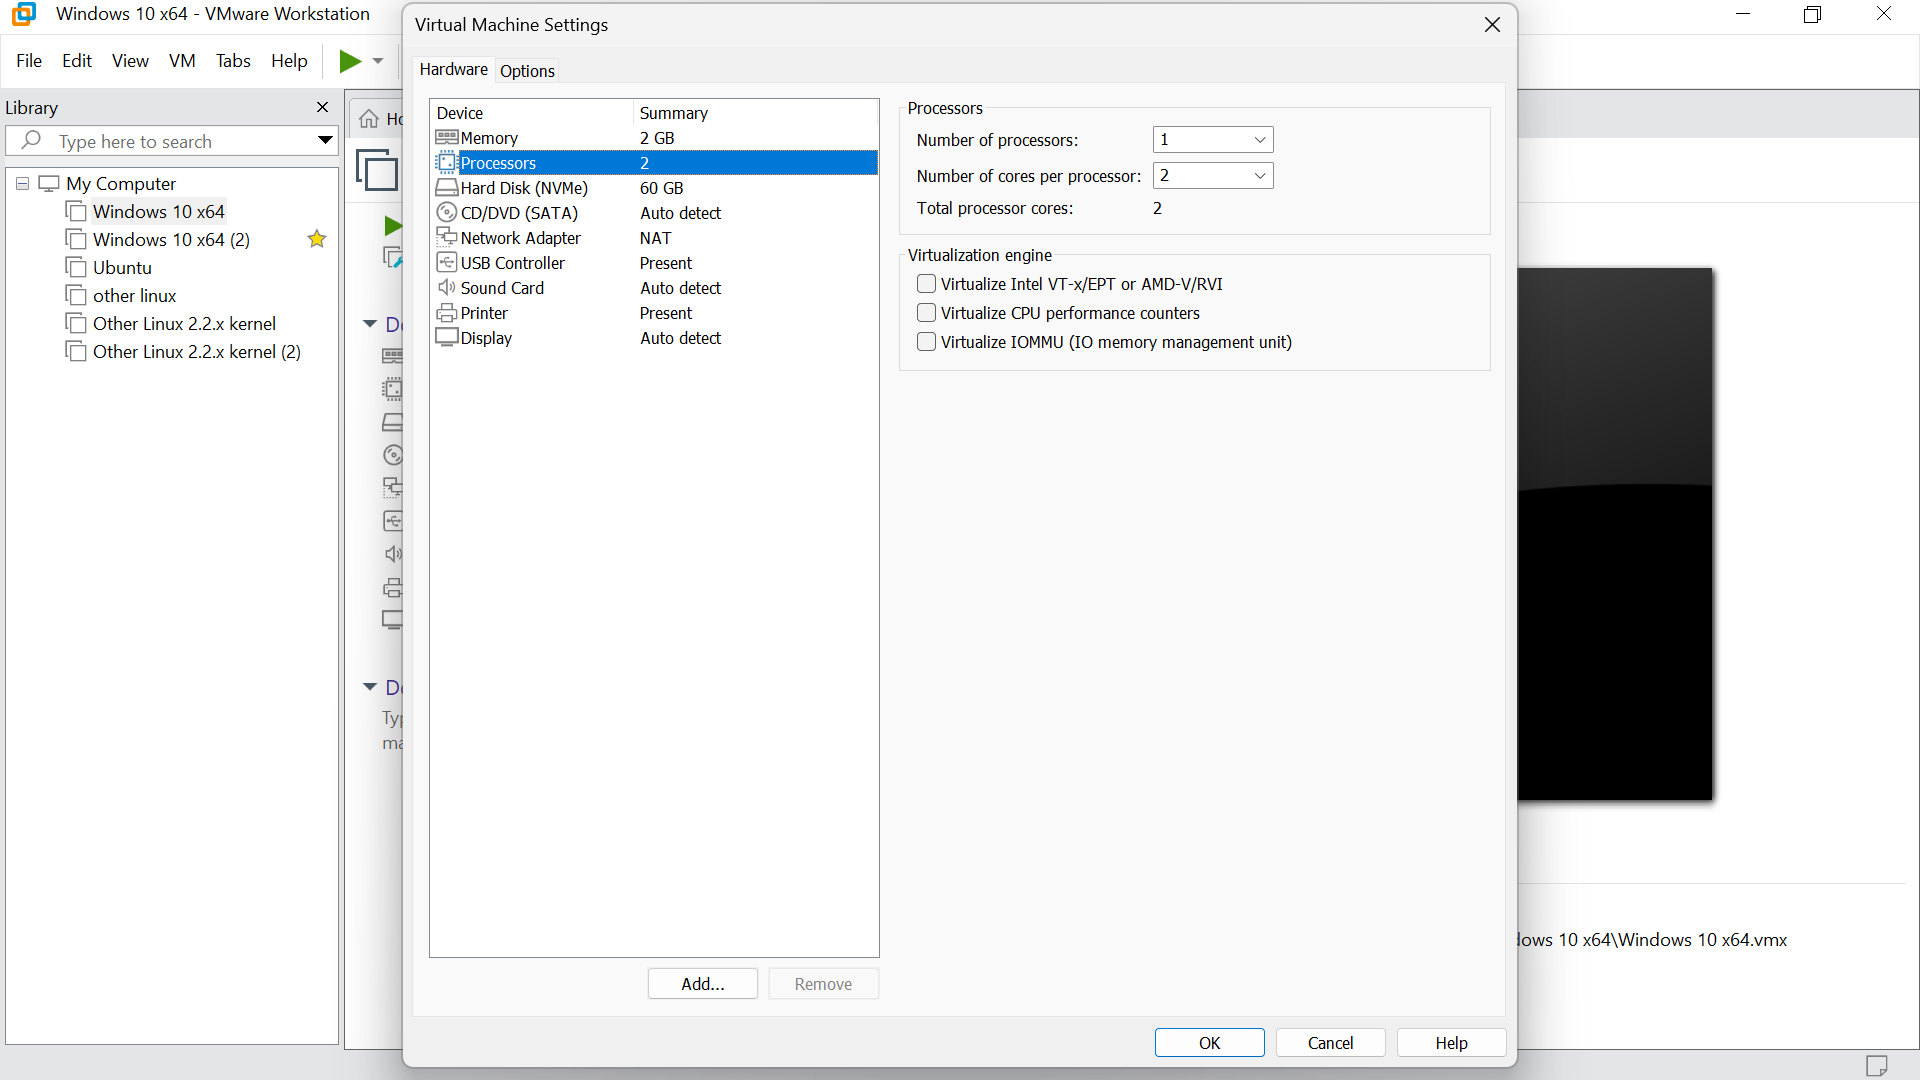 Windows 10 x64 - VMware Workstation
File Edit View VM Tabs Help
Library
Type here to search
My Computer
Windows 10 x64
Windows 10 x64 (2)
Ubuntu
other linux
Other Linux 2.2.x kernel
Other Linux 2.2.x kernel (2)
Virtual Machine Settings
Hardware Options
Device Summary
Memory 2 GB
Processors 2
Hard Disk (NVMe) 60 GB
CD/DVD (SATA) Auto detect
Network Adapter NAT
USB Controller Present
Sound Card Auto detect
Printer Present
Display Auto detect
Add... Remove
Processors
Number of processors: 1
Number of cores per processor: 2
Total processor cores: 2
Virtualization engine
Virtualize Intel VT-x/EPT or AMD-V/RVI
Virtualize CPU performance counters
Virtualize IOMMU (IO memory management unit)
OK Cancel Help
10 x64\Windows 10 x64.vmx